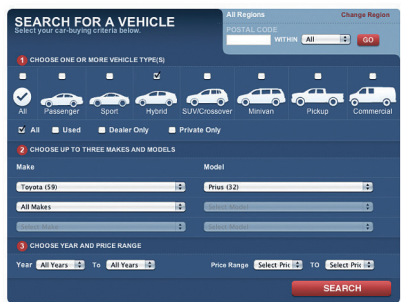 SEARCH FOR A VEHICLE
Select your car-buying criteria below.
All Regions Change Region
POSTAL CODE
WITHIN All GO
1 CHOOSE ONE OR MORE VEHICLE TYPE(S)
All Passenger Sport Hybrid SUV/Crossover Minivan Pickup Commercial
All Used Dealer Only Private Only
2 CHOOSE UP TO THREE MAKES AND MODELS
Make Model
Toyota (59) Prius (32)
All Makes Select Model
Select Make Select Model
3 CHOOSE YEAR AND PRICE RANGE
Year All Years To All Years Price Range Select Pric TO Select Pric
SEARCH